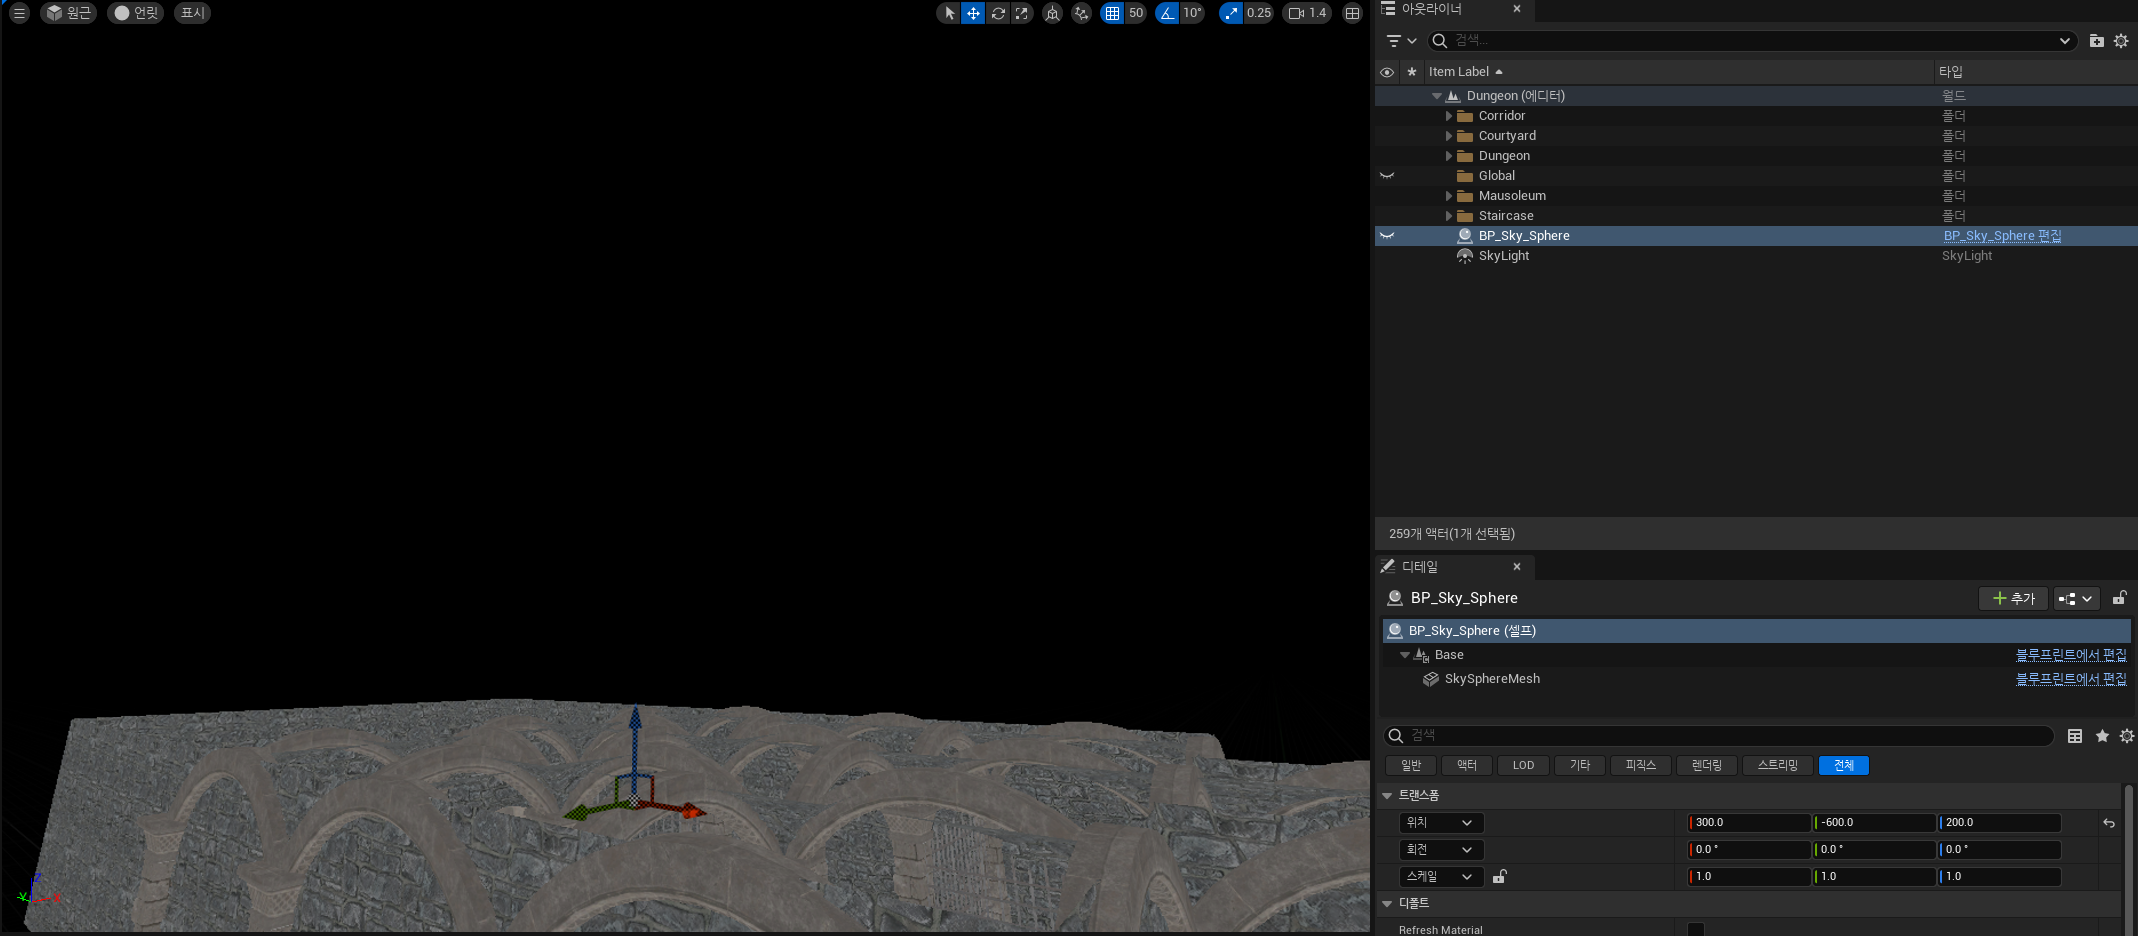 원근 언릿 표시 50 10° 0.25 1.4
아웃라이너
검색...
Item Label 타입
Dungeon (에디터) 월드
Corridor 폴더
Courtyard 폴더
Dungeon 폴더
Global 폴더
Mausoleum 폴더
Staircase 폴더
BP_Sky_Sphere BP_Sky_Sphere 편집
SkyLight SkyLight
259개 액터(1개 선택됨)
디테일
BP_Sky_Sphere 추가
BP_Sky_Sphere (셀프)
Base 블루프린트에서 편집
SkySphereMesh 블루프린트에서 편집
검색
일반 액터 LOD 기타 피직스 렌더링 스트리밍 전체
트랜스폼
위치 300.0 -600.0 200.0
회전 0.0 ° 0.0 ° 0.0 °
스케일 1.0 1.0 1.0
디폴트
Refresh Material
Z
Y X